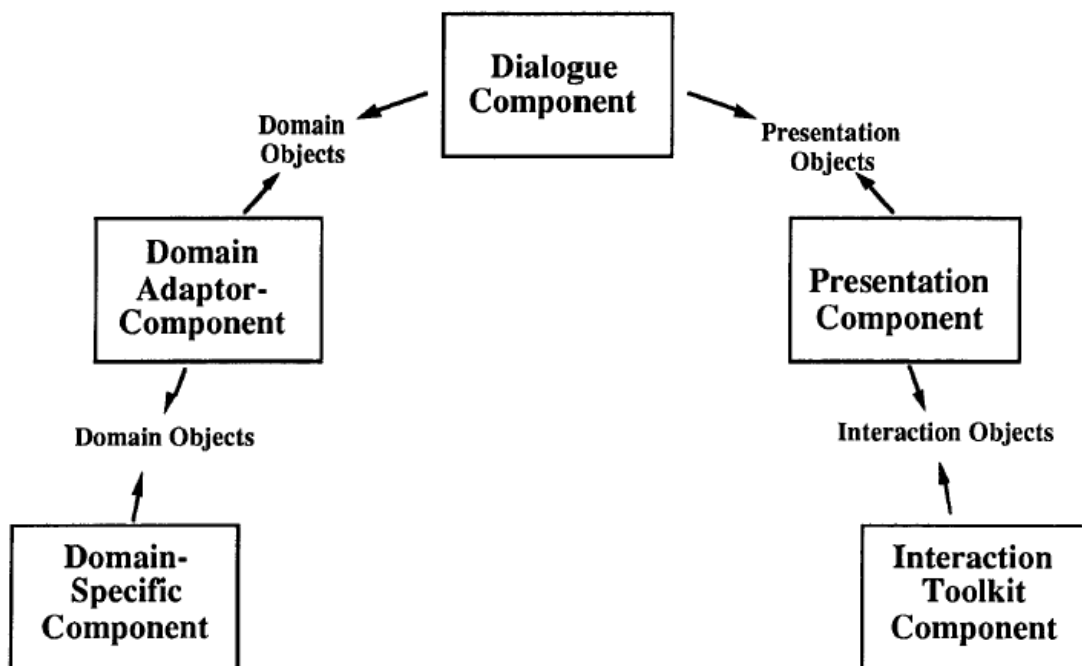 Dialogue
Component
Domain
Objects
Presentation
Objects
Domain
Adaptor-
Component
Presentation
Component
Domain Objects
Interaction Objects
Domain-
Specific
Component
Interaction
Toolkit
Component